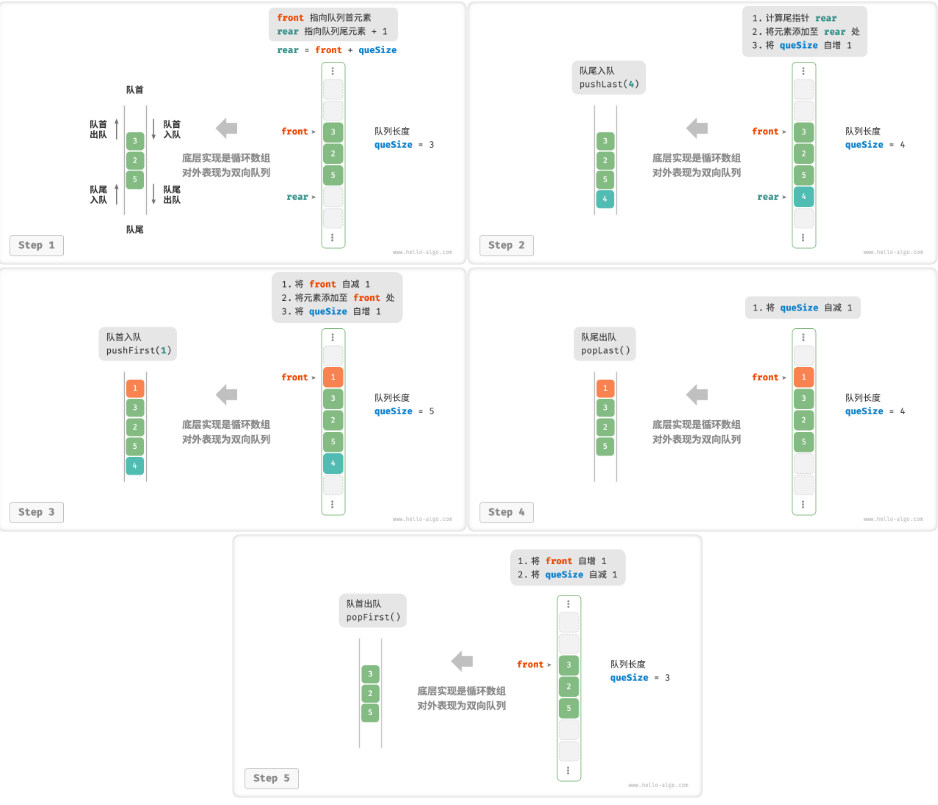 front 指向队列首元素
rear 指向队列尾元素 + 1
rear = front + queSize
队首
队首
出队
队首
入队
3
2
5
队尾
入队
队尾
出队
队尾
底层实现是循环数组
对外表现为双向队列
front
3
2
5
rear
队列长度
queSize = 3
Step 1
www.hello-algo.com
1. 计算尾指针 rear
2. 将元素添加至 rear 处
3. 将 queSize 自增 1
队尾入队
pushLast(4)
3
2
5
4
底层实现是循环数组
对外表现为双向队列
front
3
2
5
rear
4
队列长度
queSize = 4
Step 2
www.hello-algo.com
1. 将 front 自减 1
2. 将元素添加至 front 处
3. 将 queSize 自增 1
队首入队
pushFirst(1)
1
3
2
5
4
底层实现是循环数组
对外表现为双向队列
front
1
3
2
5
4
队列长度
queSize = 5
Step 3
www.hello-algo.com
1. 将 queSize 自减 1
队尾出队
popLast()
1
3
2
5
底层实现是循环数组
对外表现为双向队列
front
1
3
2
5
队列长度
queSize = 4
Step 4
www.hello-algo.com
1. 将 front 自增 1
2. 将 queSize 自减 1
队首出队
popFirst()
3
2
5
底层实现是循环数组
对外表现为双向队列
front
3
2
5
队列长度
queSize = 3
Step 5
www.hello-algo.com